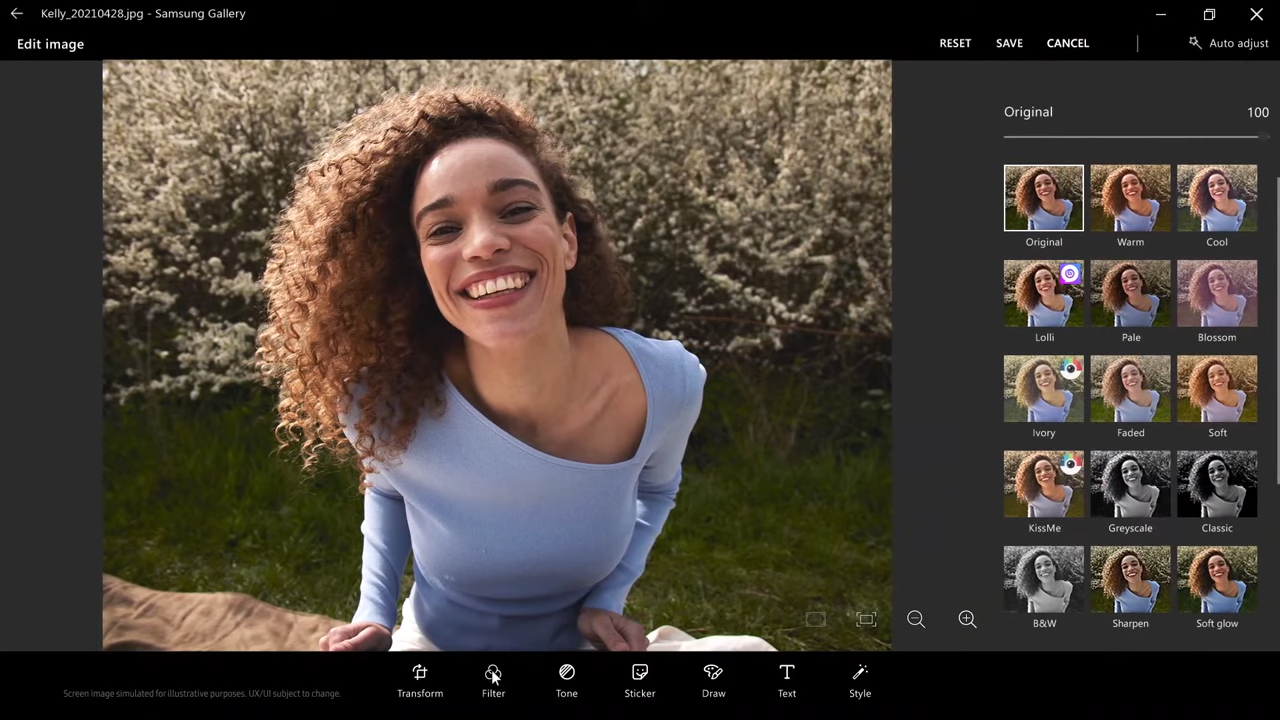 Kelly_20210428.jpg - Samsung Gallery
Edit image
RESET SAVE CANCEL Auto adjust
Original 100
Original Warm Cool
Lolli Pale Blossom
Ivory Faded Soft
KissMe Greyscale Classic
B&W Sharpen Soft glow
Transform Filter Tone Sticker Draw Text Style
Screen image simulated for illustrative purposes. UX/UI subject to change.